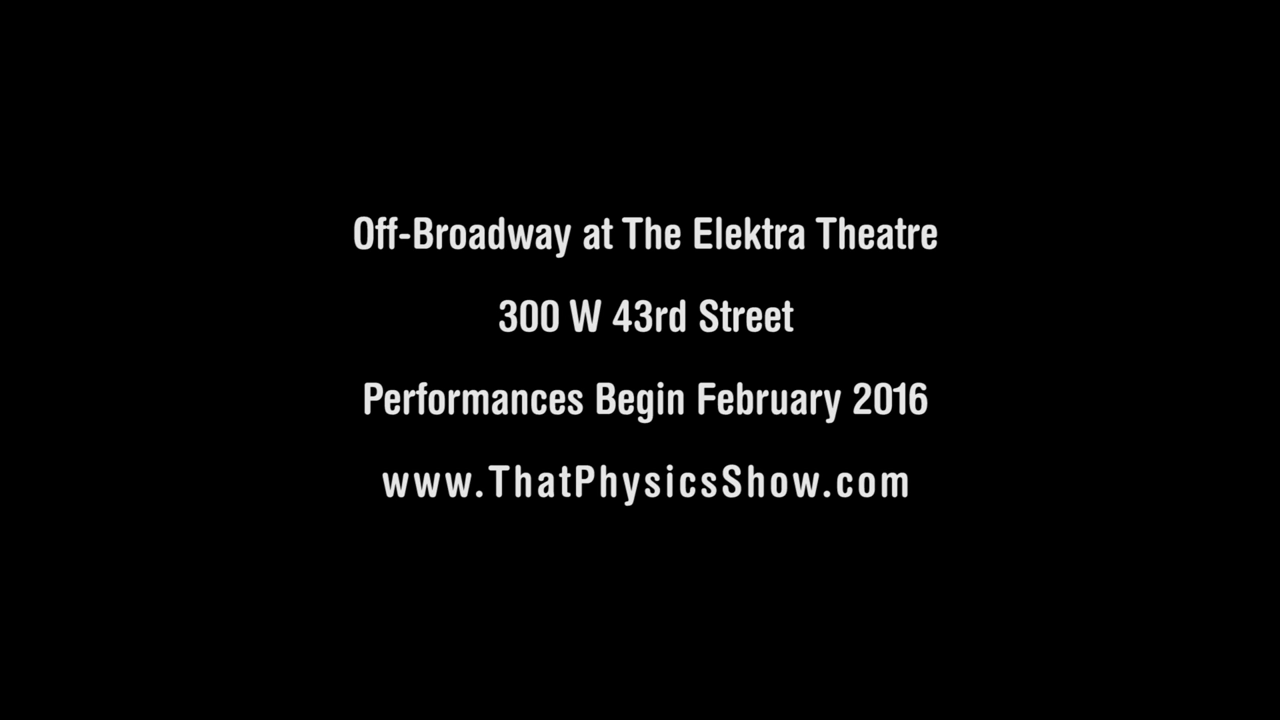 Off-Broadway at The Elektra Theatre
300 W 43rd Street
Performances Begin February 2016
www.ThatPhysicsShow.com